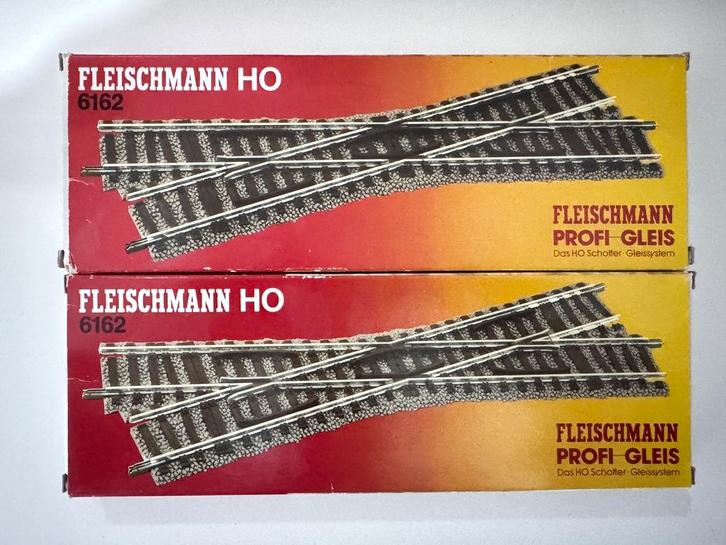 FLEISCHMANN HO
6162
FLEISCHMANN
PROFI-GLEIS
Das HO Schotter-Gleissystem
FLEISCHMANN HO
6162
FLEISCHMANN
PROFI-GLEIS
Das HO Schotter-Gleissystem